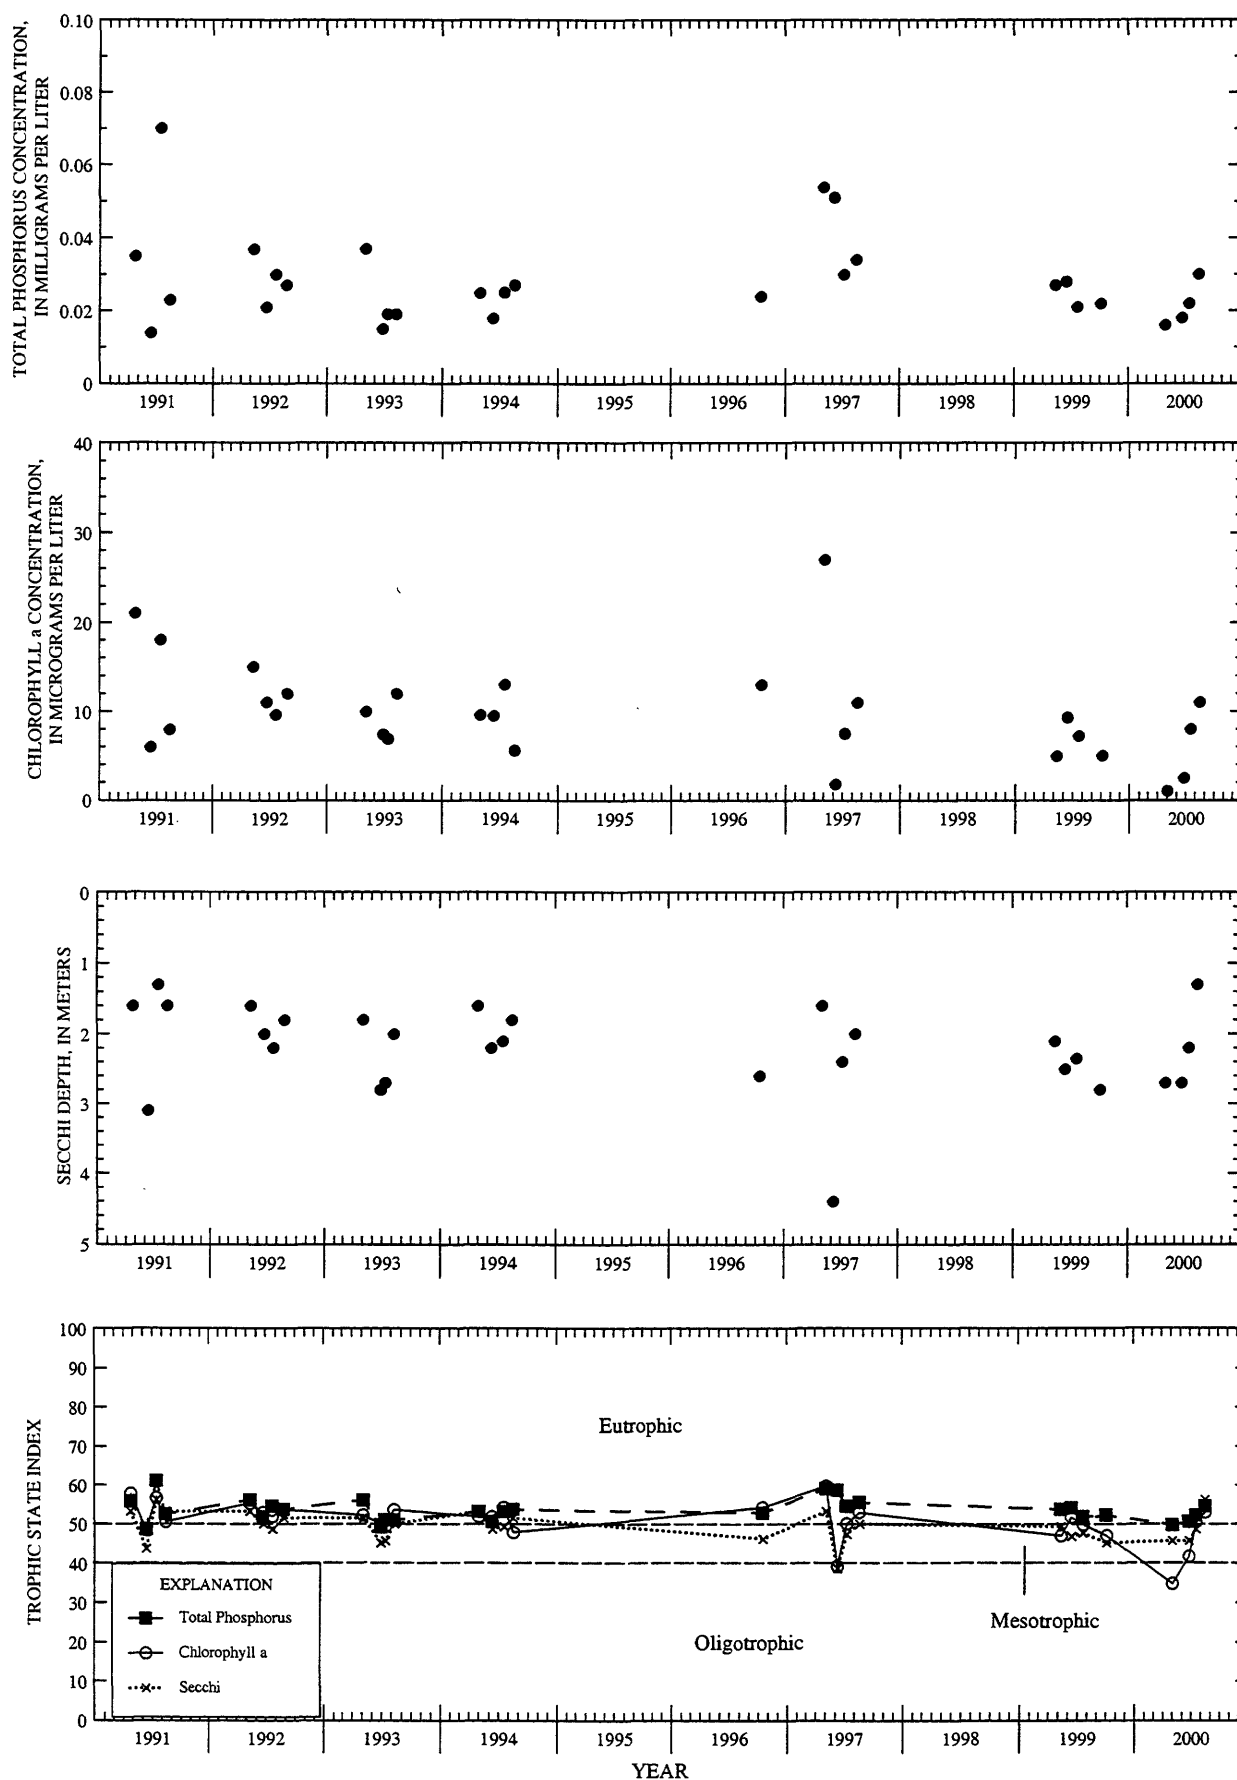 TOTAL PHOSPHORUS CONCENTRATION,
IN MILLIGRAMS PER LITER
0.10
0.08
0.06
0.04
0.02
0
1991 1992 1993 1994 1995 1996 1997 1998 1999 2000
CHLOROPHYLL a CONCENTRATION,
IN MICROGRAMS PER LITER
40
30
20
10
0
1991 1992 1993 1994 1995 1996 1997 1998 1999 2000
SECCHI DEPTH, IN METERS
0
1
2
3
4
5
1991 1992 1993 1994 1995 1996 1997 1998 1999 2000
TROPHIC STATE INDEX
100
90
80
70
60
50
40
30
20
10
0
Eutrophic
Mesotrophic
Oligotrophic
EXPLANATION
Total Phosphorus
Chlorophyll a
Secchi
1991 1992 1993 1994 1995 1996 1997 1998 1999 2000
YEAR